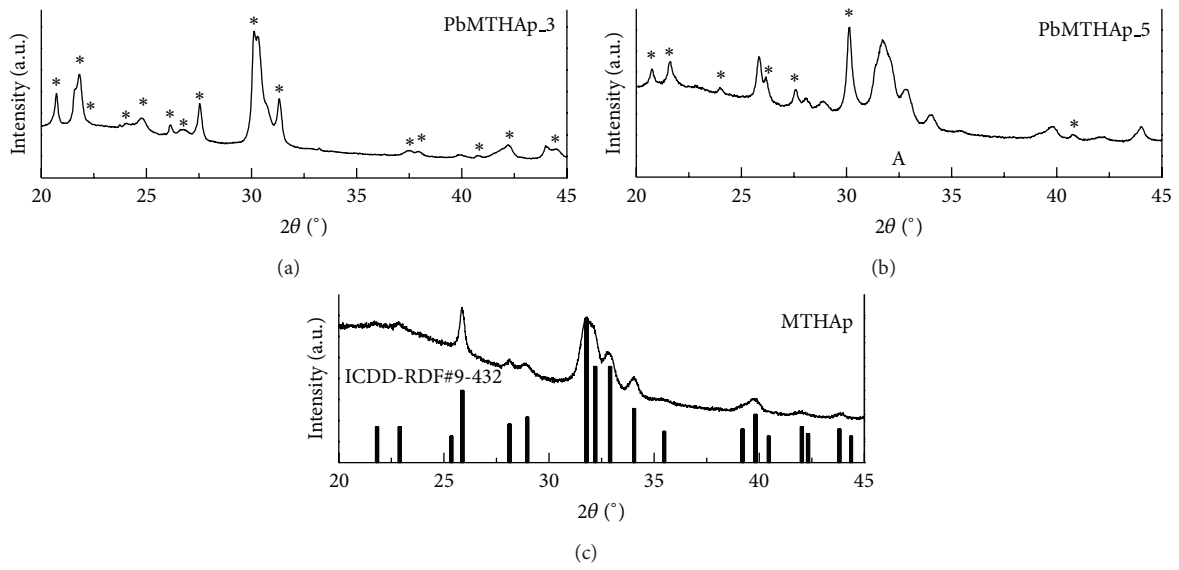 PbMTHAp_3
Intensity (a.u.)
* * * * * * * * * * * * * * *
20 25 30 35 40 45
2θ (°)
(a)
PbMTHAp_5
Intensity (a.u.)
* * * * * * *
A
20 25 30 35 40 45
2θ (°)
(b)
MTHAp
Intensity (a.u.)
ICDD-RDF#9-432
20 25 30 35 40 45
2θ (°)
(c)